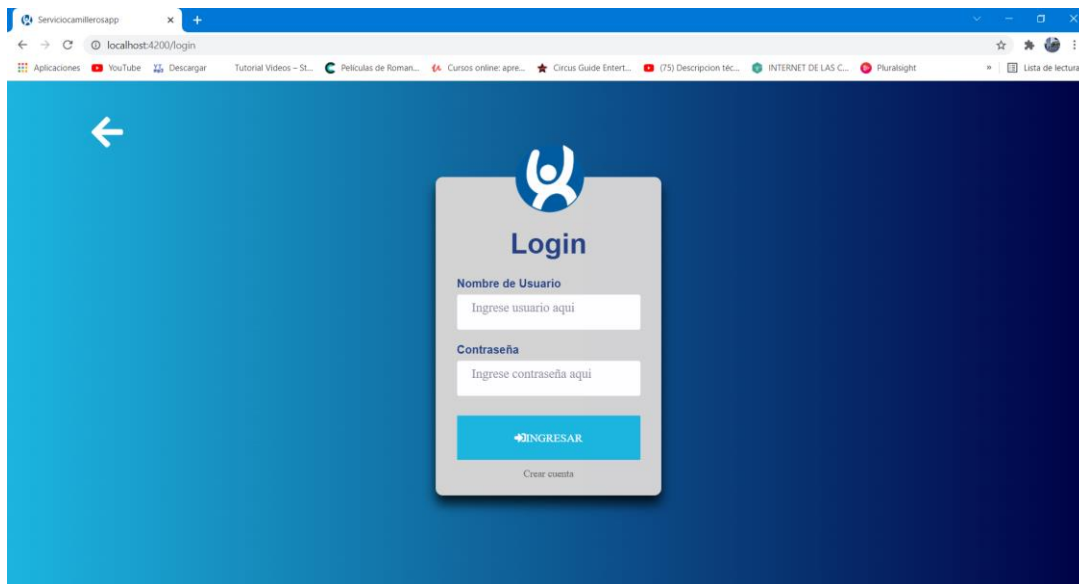 Serviciocamillerosapp
localhost:4200/login
Aplicaciones YouTube Descargar Tutorial Videos – St... Películas de Roman... Cursos online: apre... Circus Guide Entert... (75) Descripcion téc... INTERNET DE LAS C... Pluralsight » Lista de lectura
Login
Nombre de Usuario
Ingrese usuario aqui
Contraseña
Ingrese contraseña aqui
INGRESAR
Crear cuenta